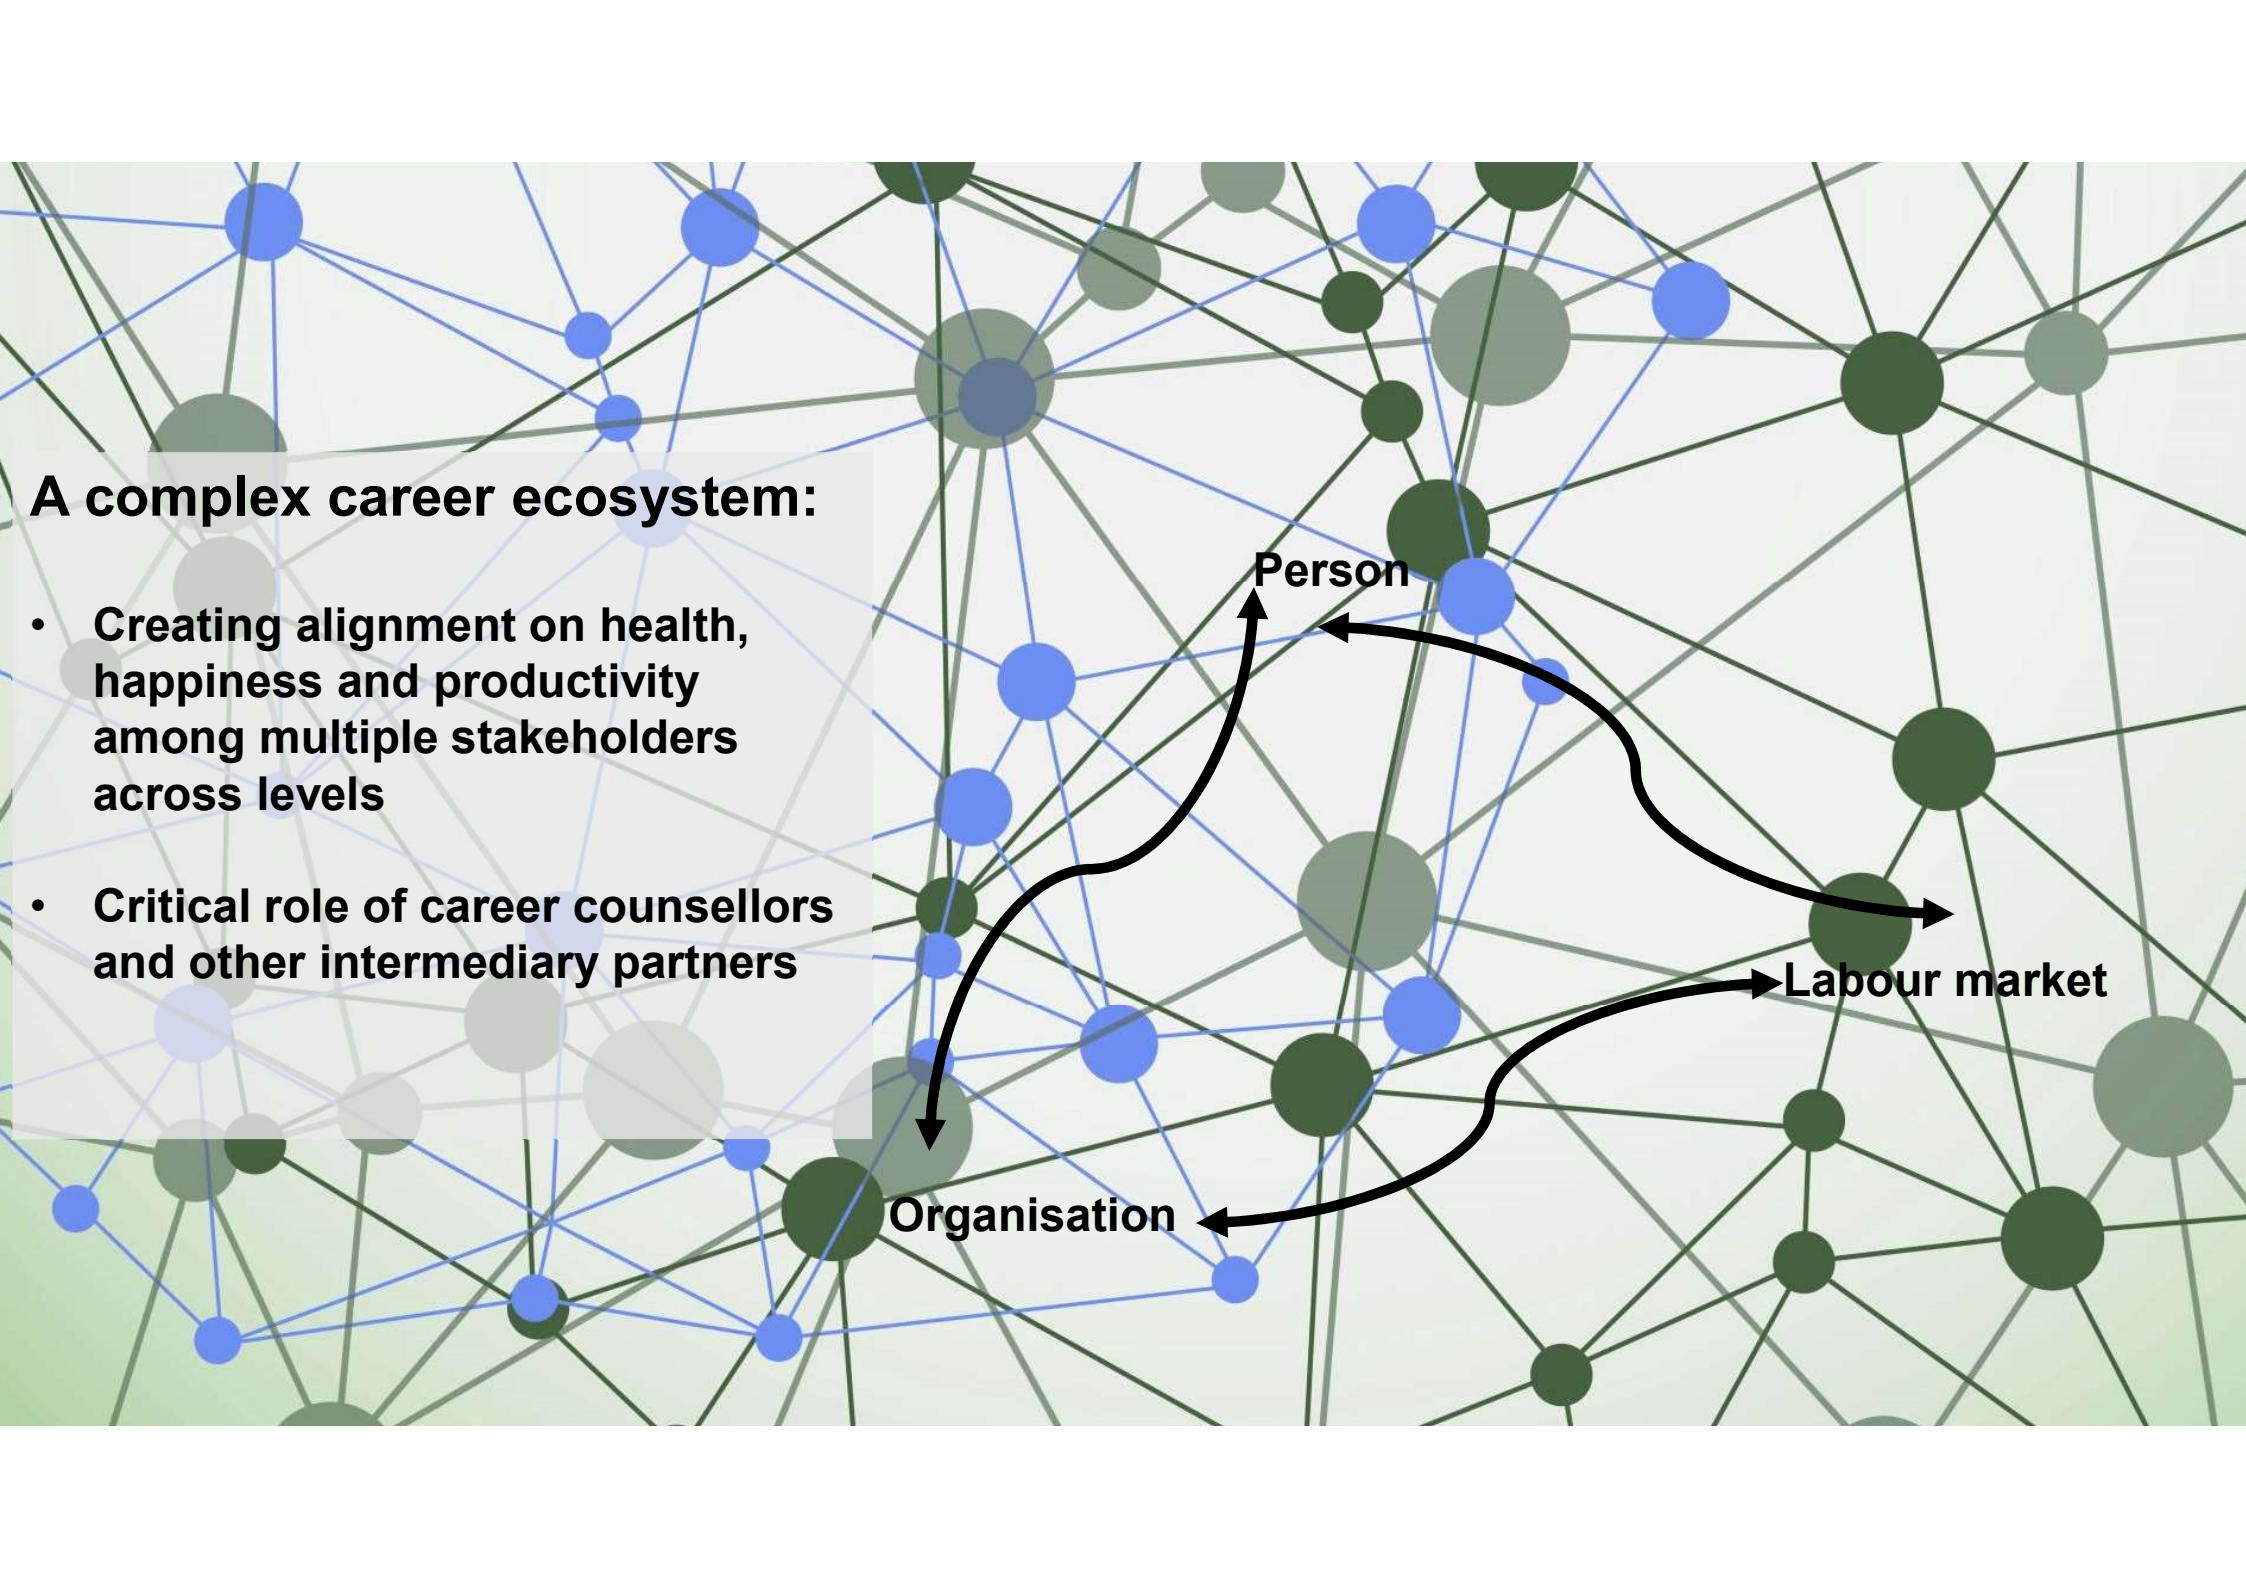 A complex career ecosystem:
• Creating alignment on health,
happiness and productivity
among multiple stakeholders
across levels
• Critical role of career counsellors
and other intermediary partners
Person
Labour market
Organisation